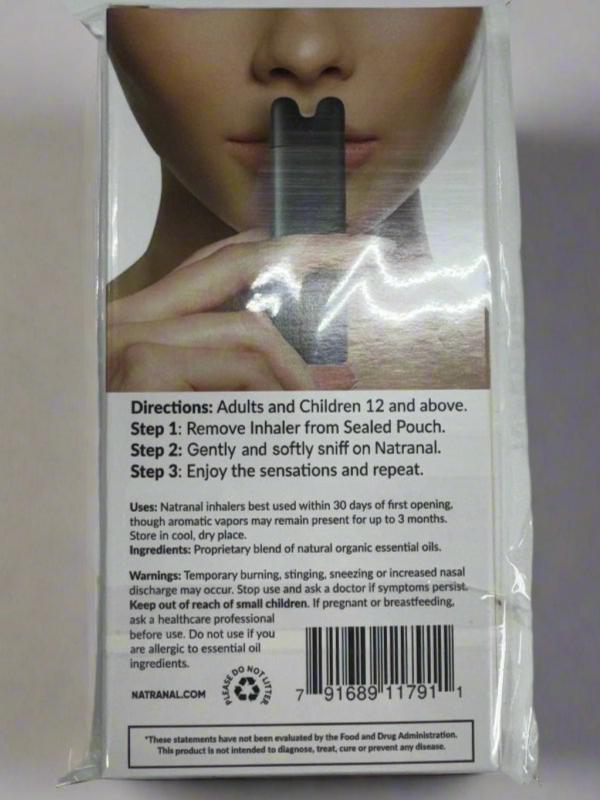 Directions: Adults and Children 12 and above.
Step 1: Remove Inhaler from Sealed Pouch.
Step 2: Gently and softly sniff on Natranal.
Step 3: Enjoy the sensations and repeat.
Uses: Natranal inhalers best used within 30 days of first opening,
though aromatic vapors may remain present for up to 3 months.
Store in cool, dry place.
Ingredients: Proprietary blend of natural organic essential oils.
Warnings: Temporary burning, stinging, sneezing or increased nasal
discharge may occur. Stop use and ask a doctor if symptoms persist.
Keep out of reach of small children. If pregnant or breastfeeding,
ask a healthcare professional
before use. Do not use if you
are allergic to essential oil
ingredients.
NATRANAL.COM
PLEASE DO NOT LITTER.
7 91689 11791 1
*These statements have not been evaluated by the Food and Drug Administration.
This product is not intended to diagnose, treat, cure or prevent any disease.